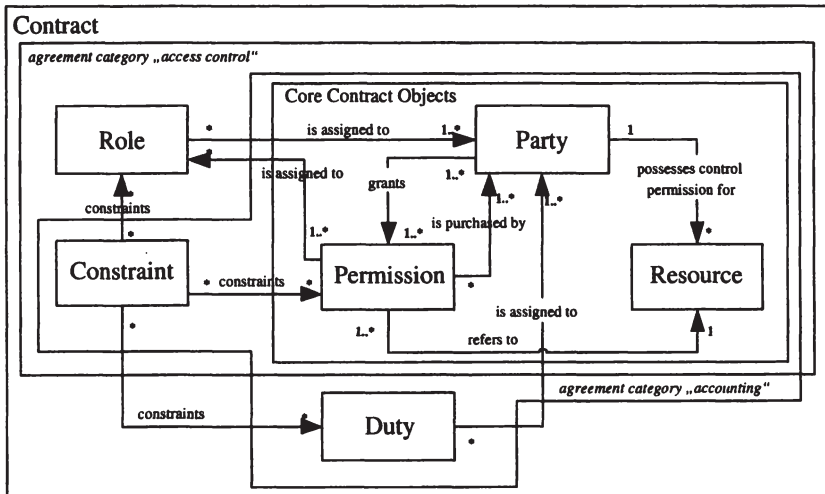 Contract
agreement category „access control“
Core Contract Objects
Role
*
is assigned to
1..*
Party
1
*
is assigned to
grants
1..*
possesses control
permission for
*
constraints
*
1..*
1..*
is purchased by
1..*
1..*
*
Constraint
*
constraints
*
Permission
*
Resource
*
1..*
is assigned to
refers to
1
agreement category „accounting“
constraints
*
Duty
*